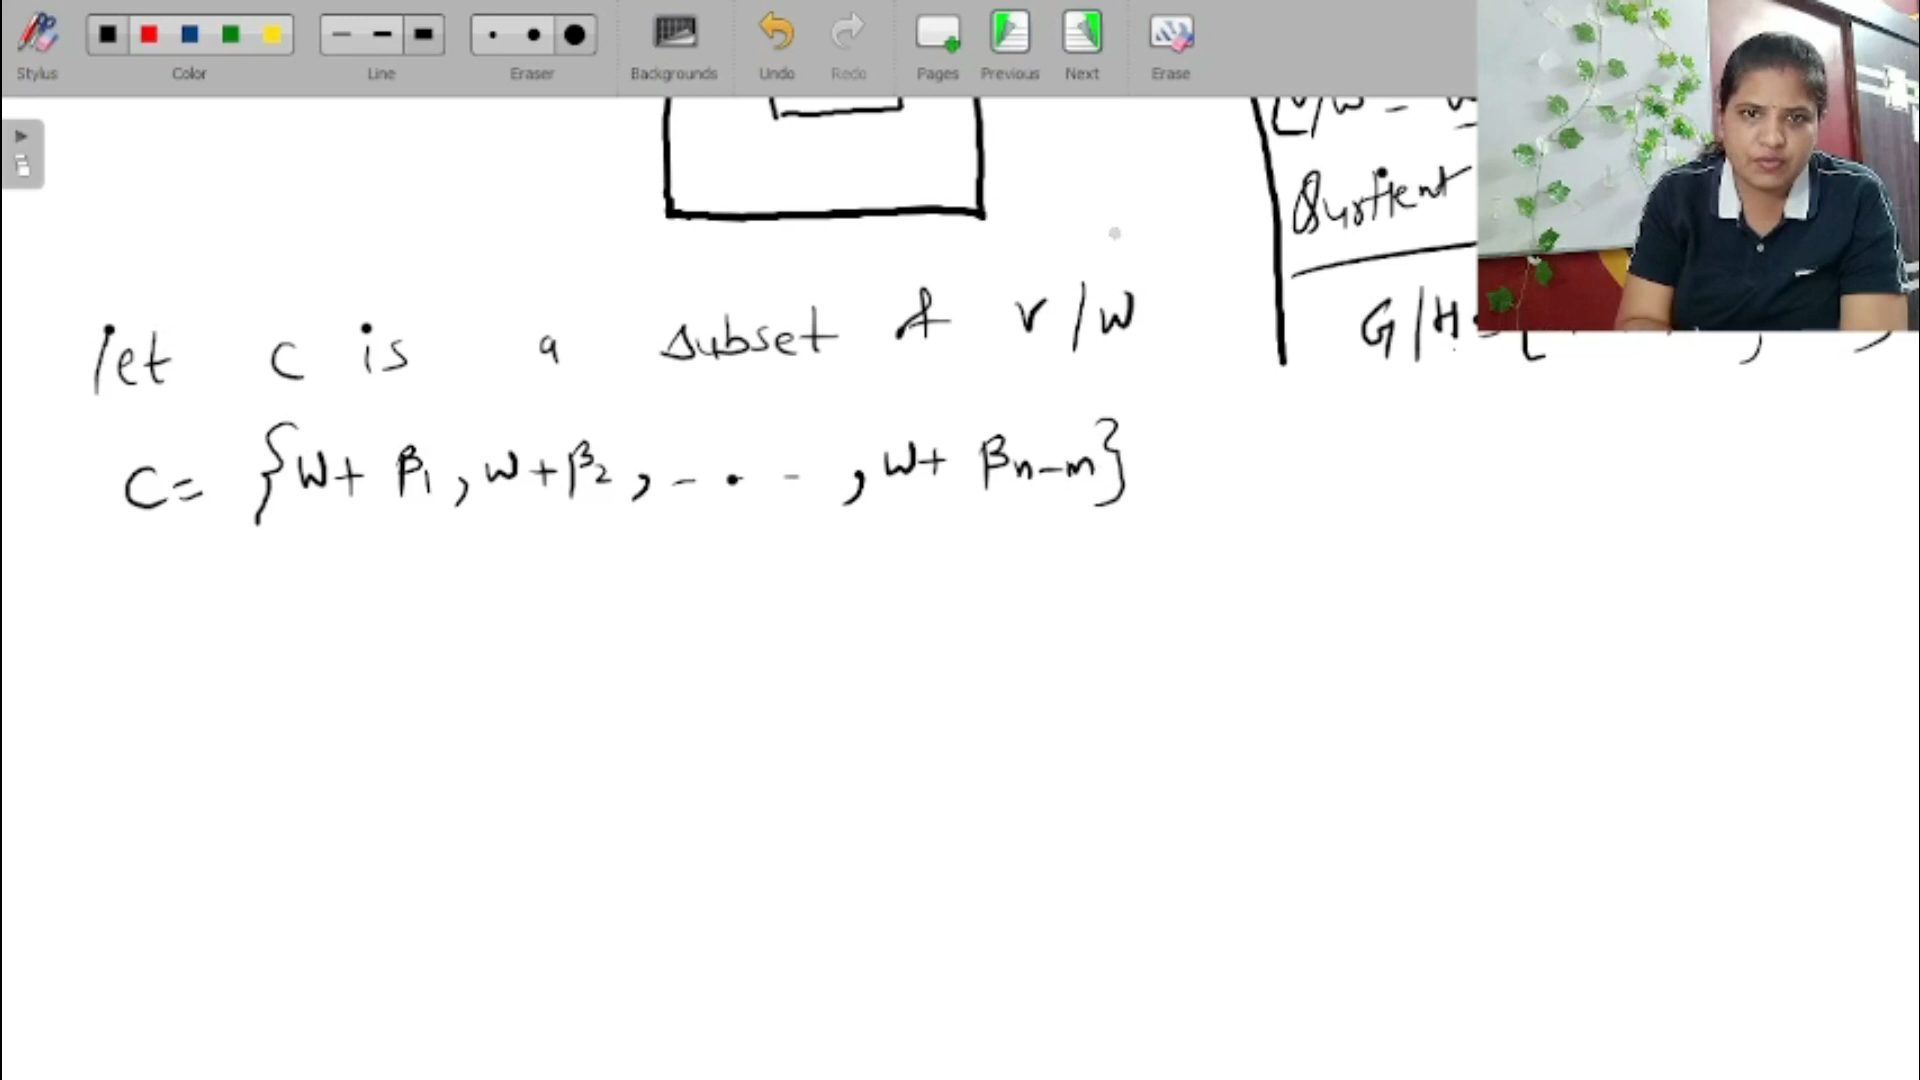 Stylus Color Line Eraser Backgrounds Undo Redo Pages Previous Next Erase
Quotient
G/H
let C is a subset of V/W
C = {W+ β1, W+β2, - . - , W+ βn-m}